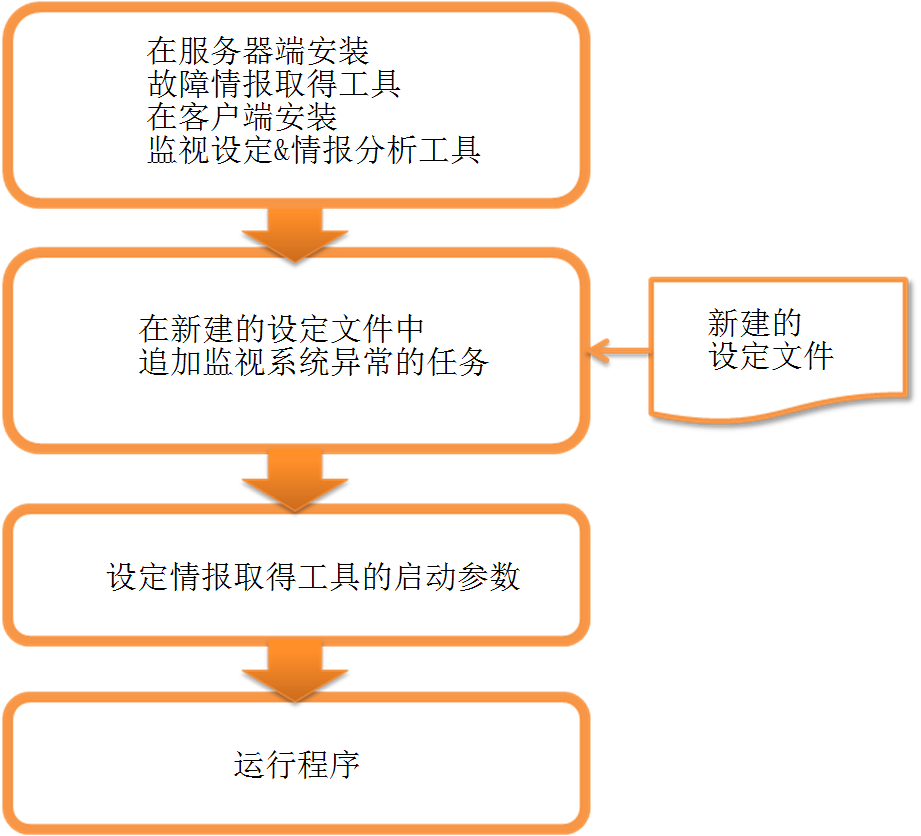 在服务器端安装
故障情报取得工具
在客户端安装
监视设定&情报分析工具
在新建的设定文件中
追加监视系统异常的任务
新建的
设定文件
设定情报取得工具的启动参数
运行程序